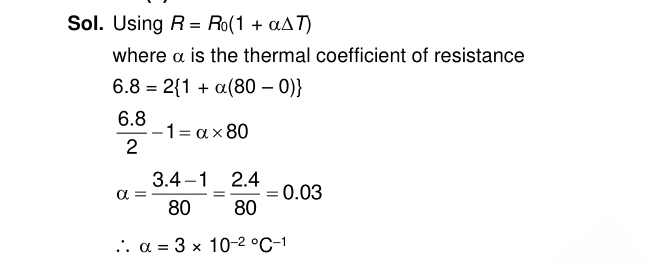 Sol. Using R = R₀(1 + αΔT)
where α is the thermal coefficient of resistance
6.8 = 2{1 + α(80 – 0)}
6.8/2 – 1 = α × 80
α = (3.4 – 1)/80 = 2.4/80 = 0.03
∴ α = 3 × 10⁻² °C⁻¹